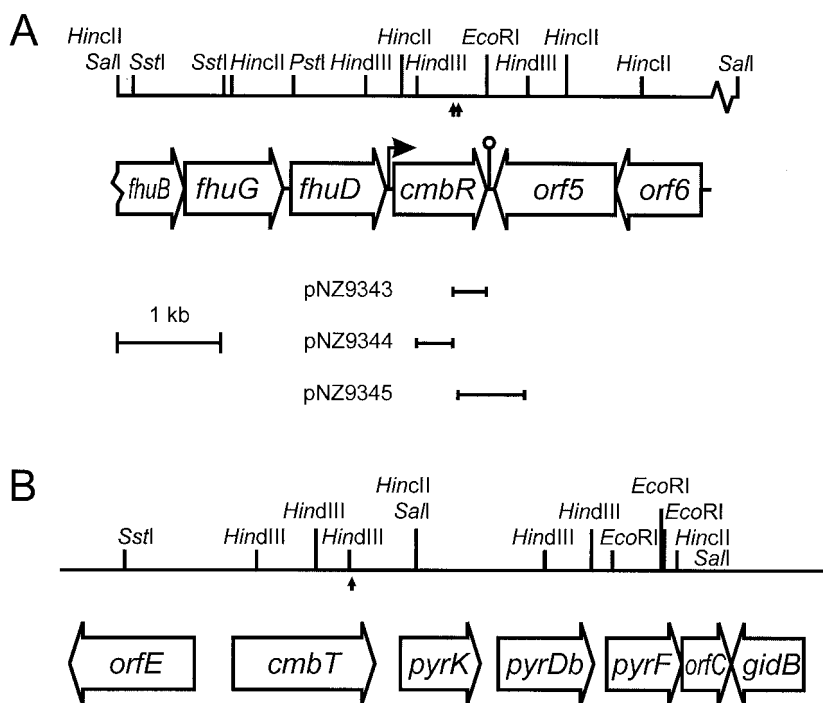 A
HincII HincII EcoRI HincII
SalI SstI SstI HincII PstI HindIII HindIII HindIII HincII SalI
fhuB fhuG fhuD cmbR orf5 orf6
pNZ9343
1 kb pNZ9344
pNZ9345
B
HincII EcoRI
HindIII SalI HindIII EcoRI
SstI HindIII HindIII HindIII EcoRI HincII
SalI
orfE cmbT pyrK pyrDb pyrF orfC gidB